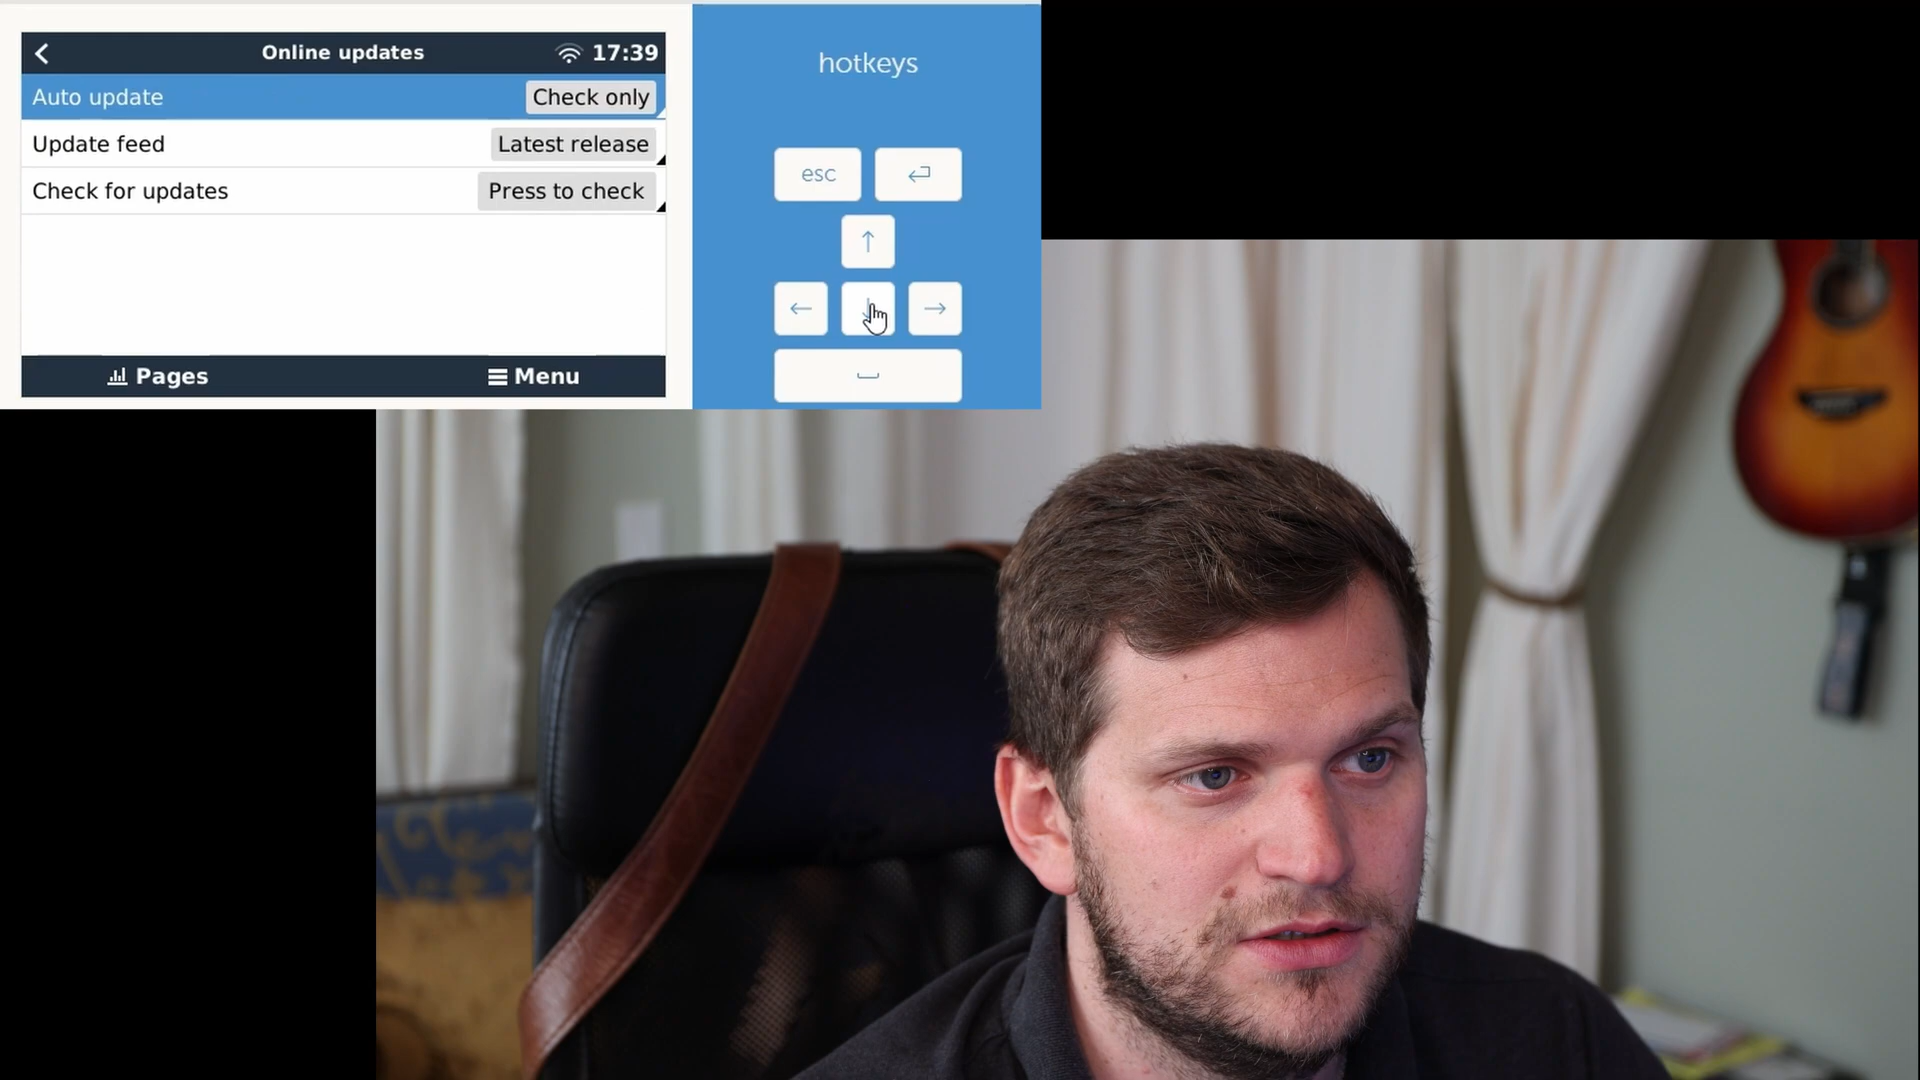 Online updates 17:39
Auto update Check only
Update feed Latest release
Check for updates Press to check
Pages Menu
hotkeys
esc